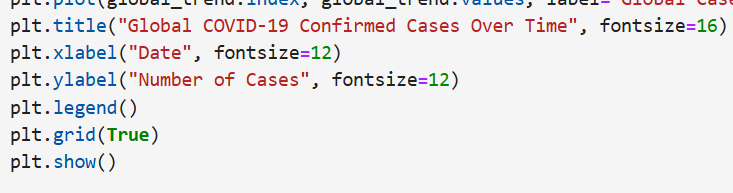 plt.plot(global_trend.index, global_trend.values, label="Global Case
plt.title("Global COVID-19 Confirmed Cases Over Time", fontsize=16)
plt.xlabel("Date", fontsize=12)
plt.ylabel("Number of Cases", fontsize=12)
plt.legend()
plt.grid(True)
plt.show()